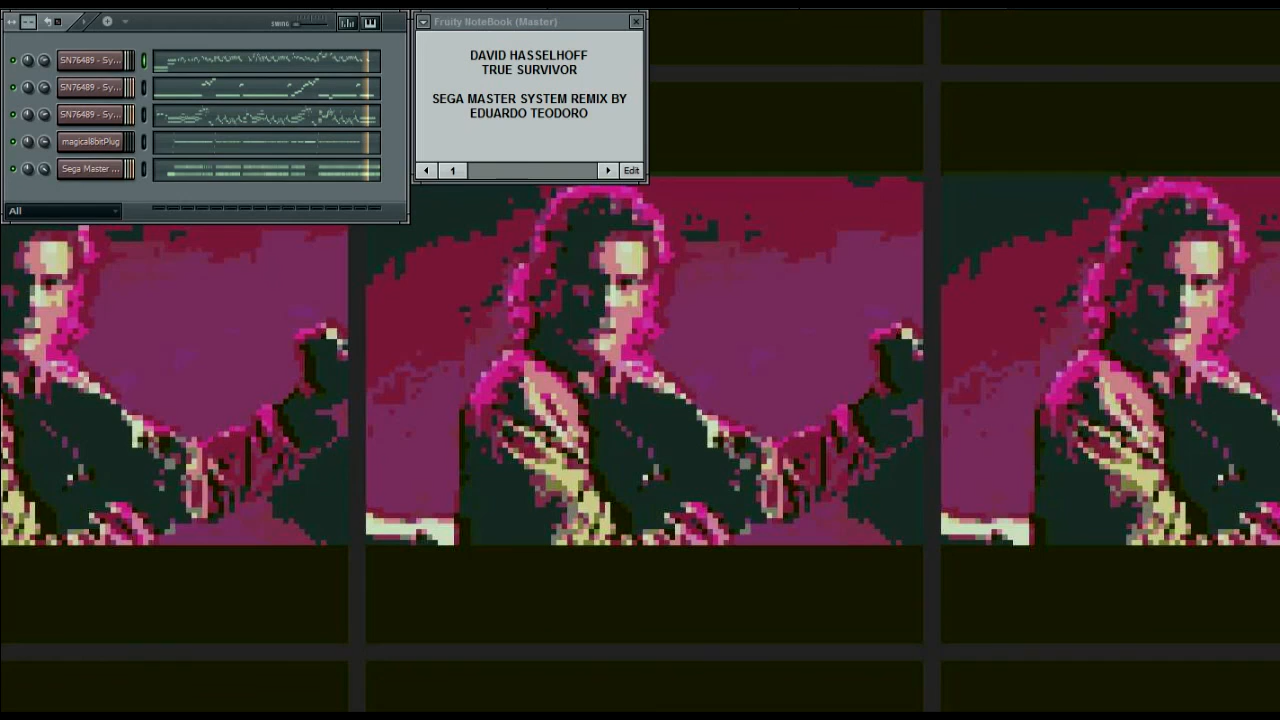 SWING
Fruity NoteBook (Master)
SN76489 - Sy...
SN76489 - Sy...
SN76489 - Sy...
magical8bitPlug
Sega Master ...
All
DAVID HASSELHOFF
TRUE SURVIVOR
SEGA MASTER SYSTEM REMIX BY
EDUARDO TEODORO
1
Edit